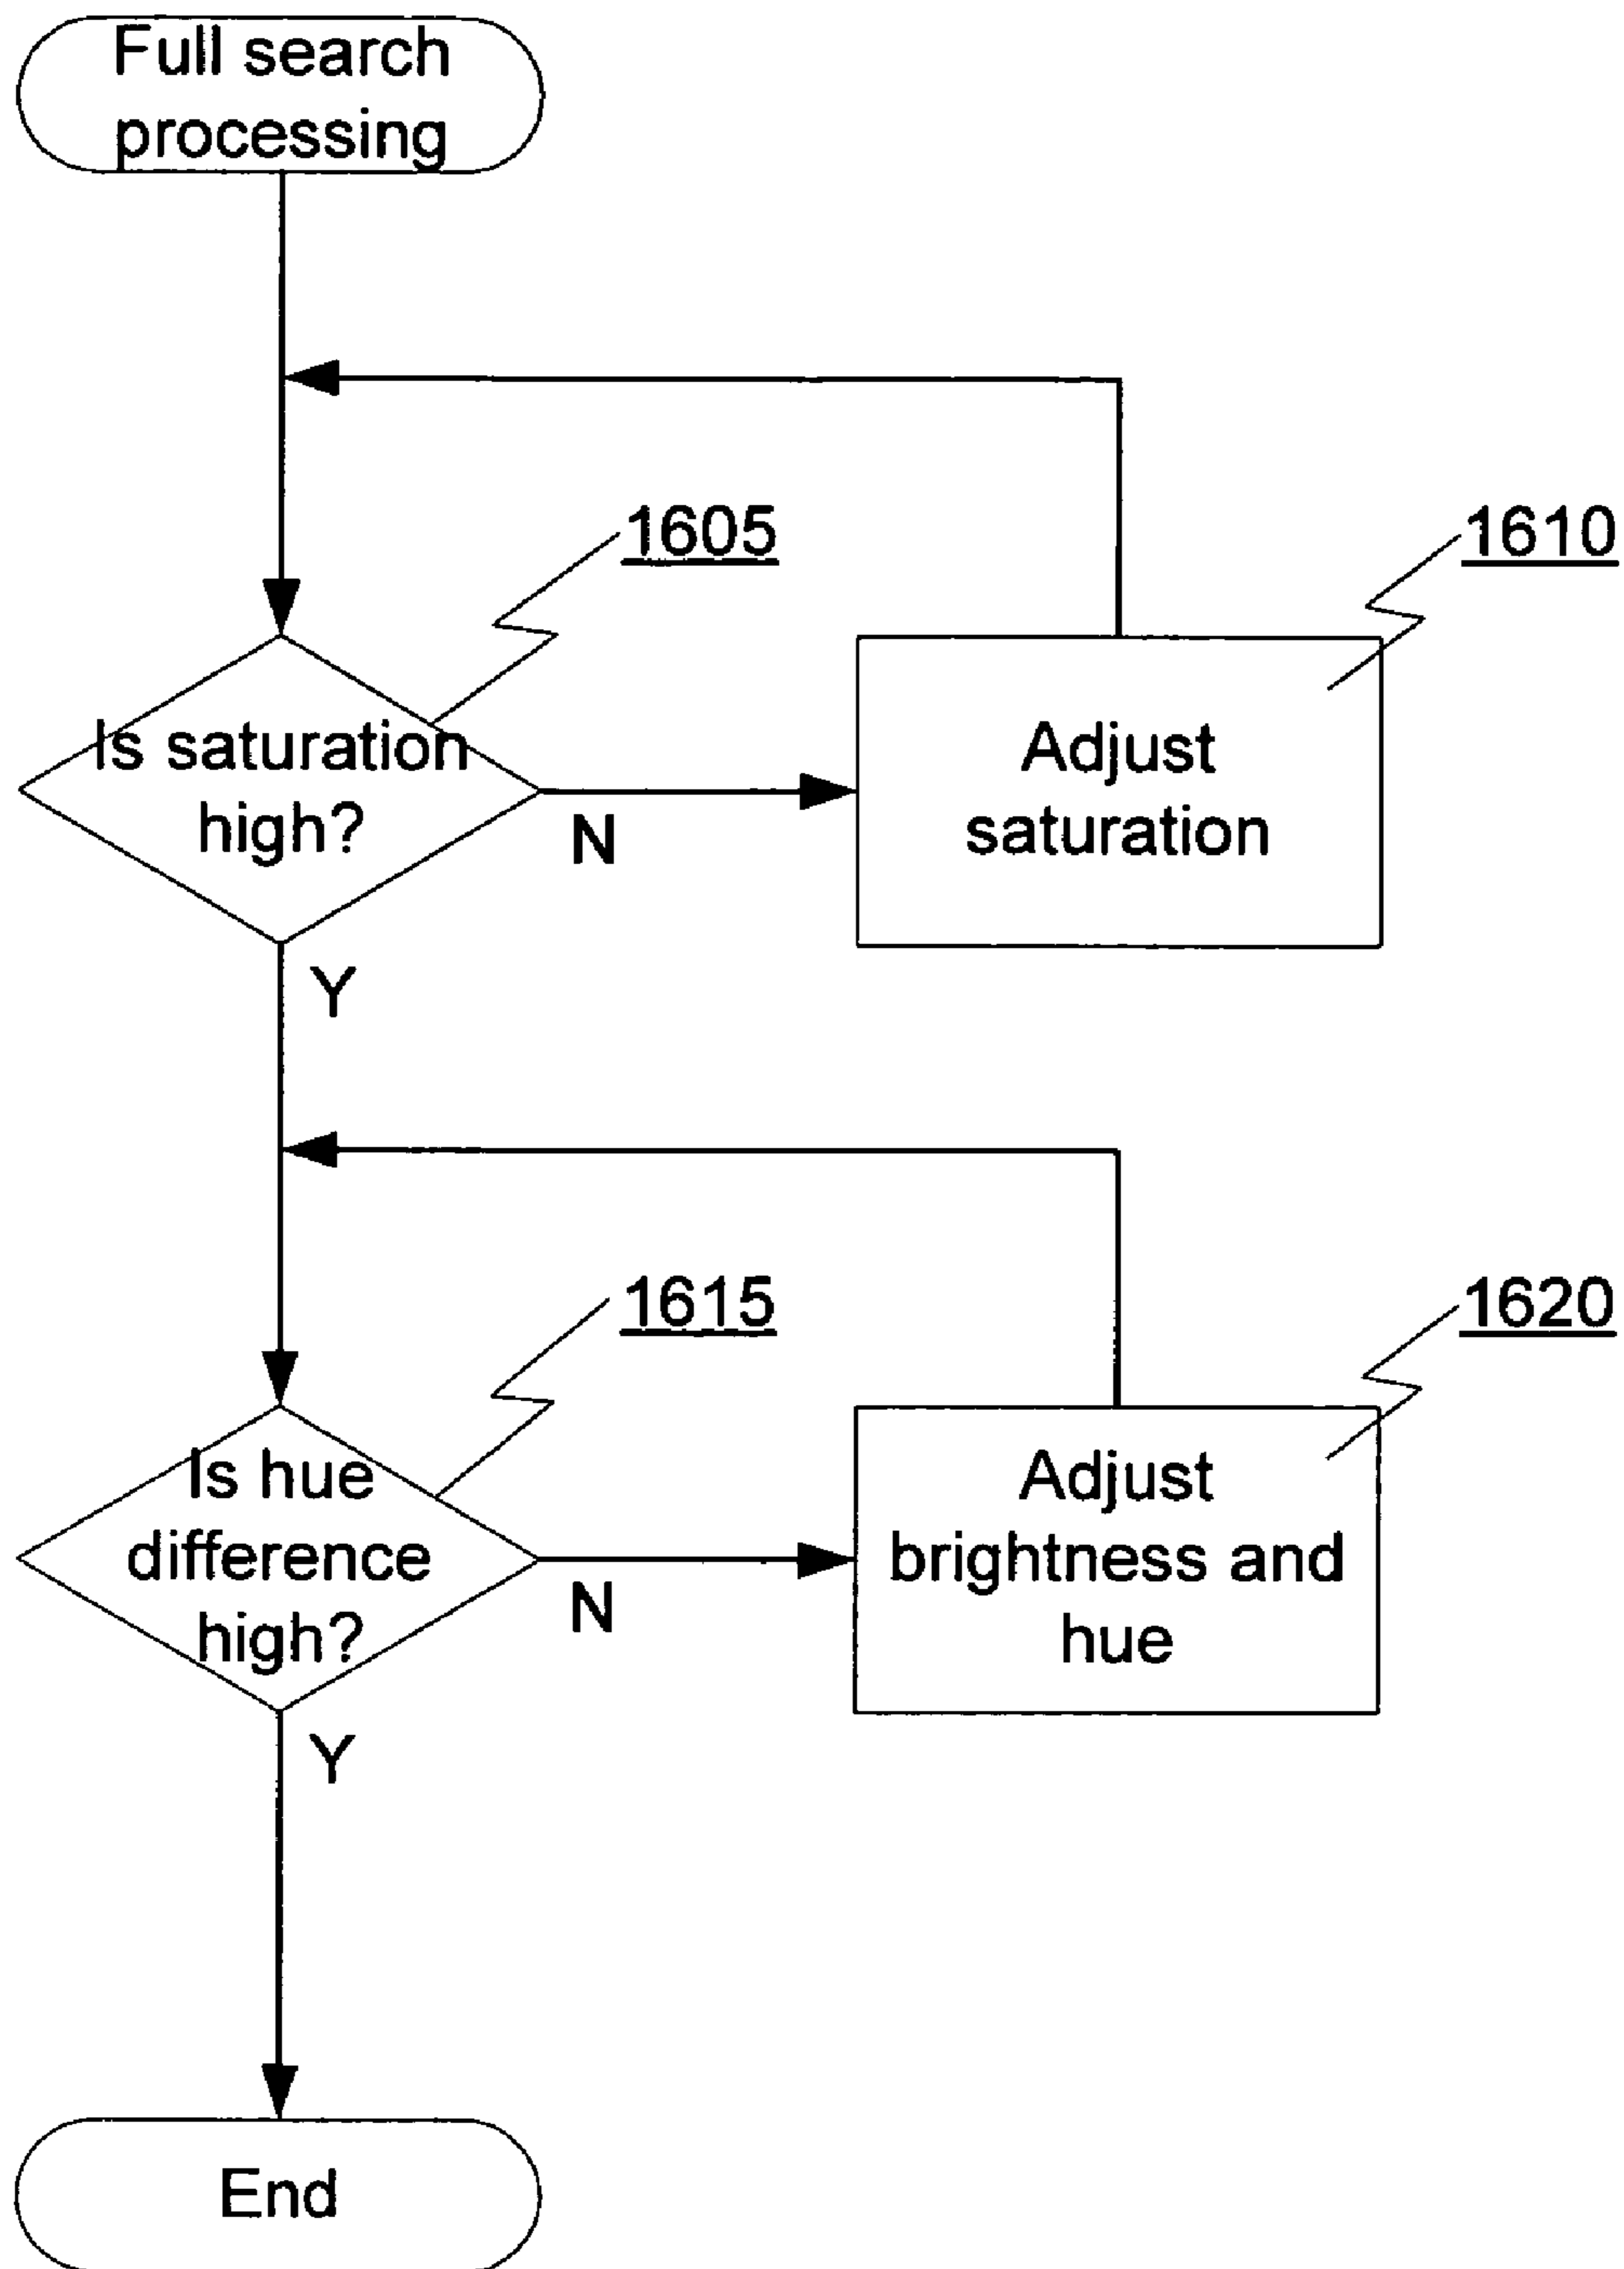 Full search
processing
1605
1610
Is saturation
high?
N
Adjust
saturation
Y
1615
1620
Is hue
difference
high?
N
Adjust
brightness and
hue
Y
End